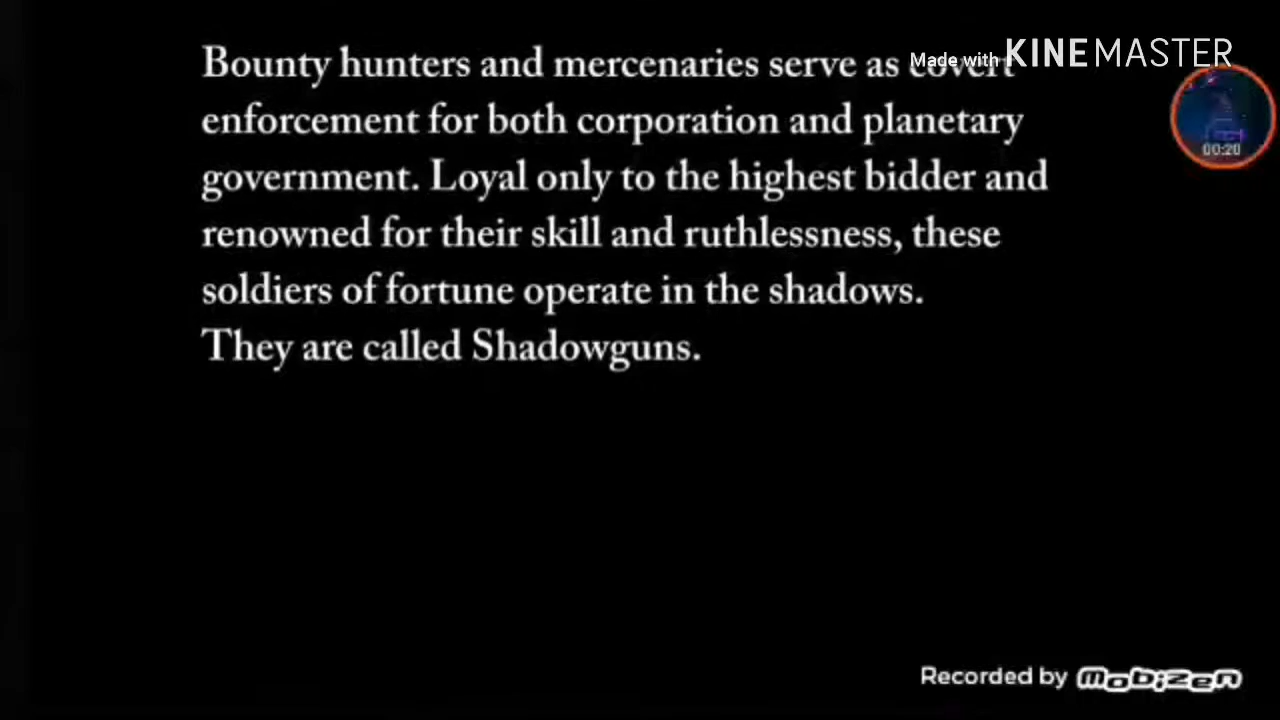 Bounty hunters and mercenaries serve as covert
enforcement for both corporation and planetary
government. Loyal only to the highest bidder and
renowned for their skill and ruthlessness, these
soldiers of fortune operate in the shadows.
They are called Shadowguns.
Made with KINEMASTER
00:20
Recorded by mobizen